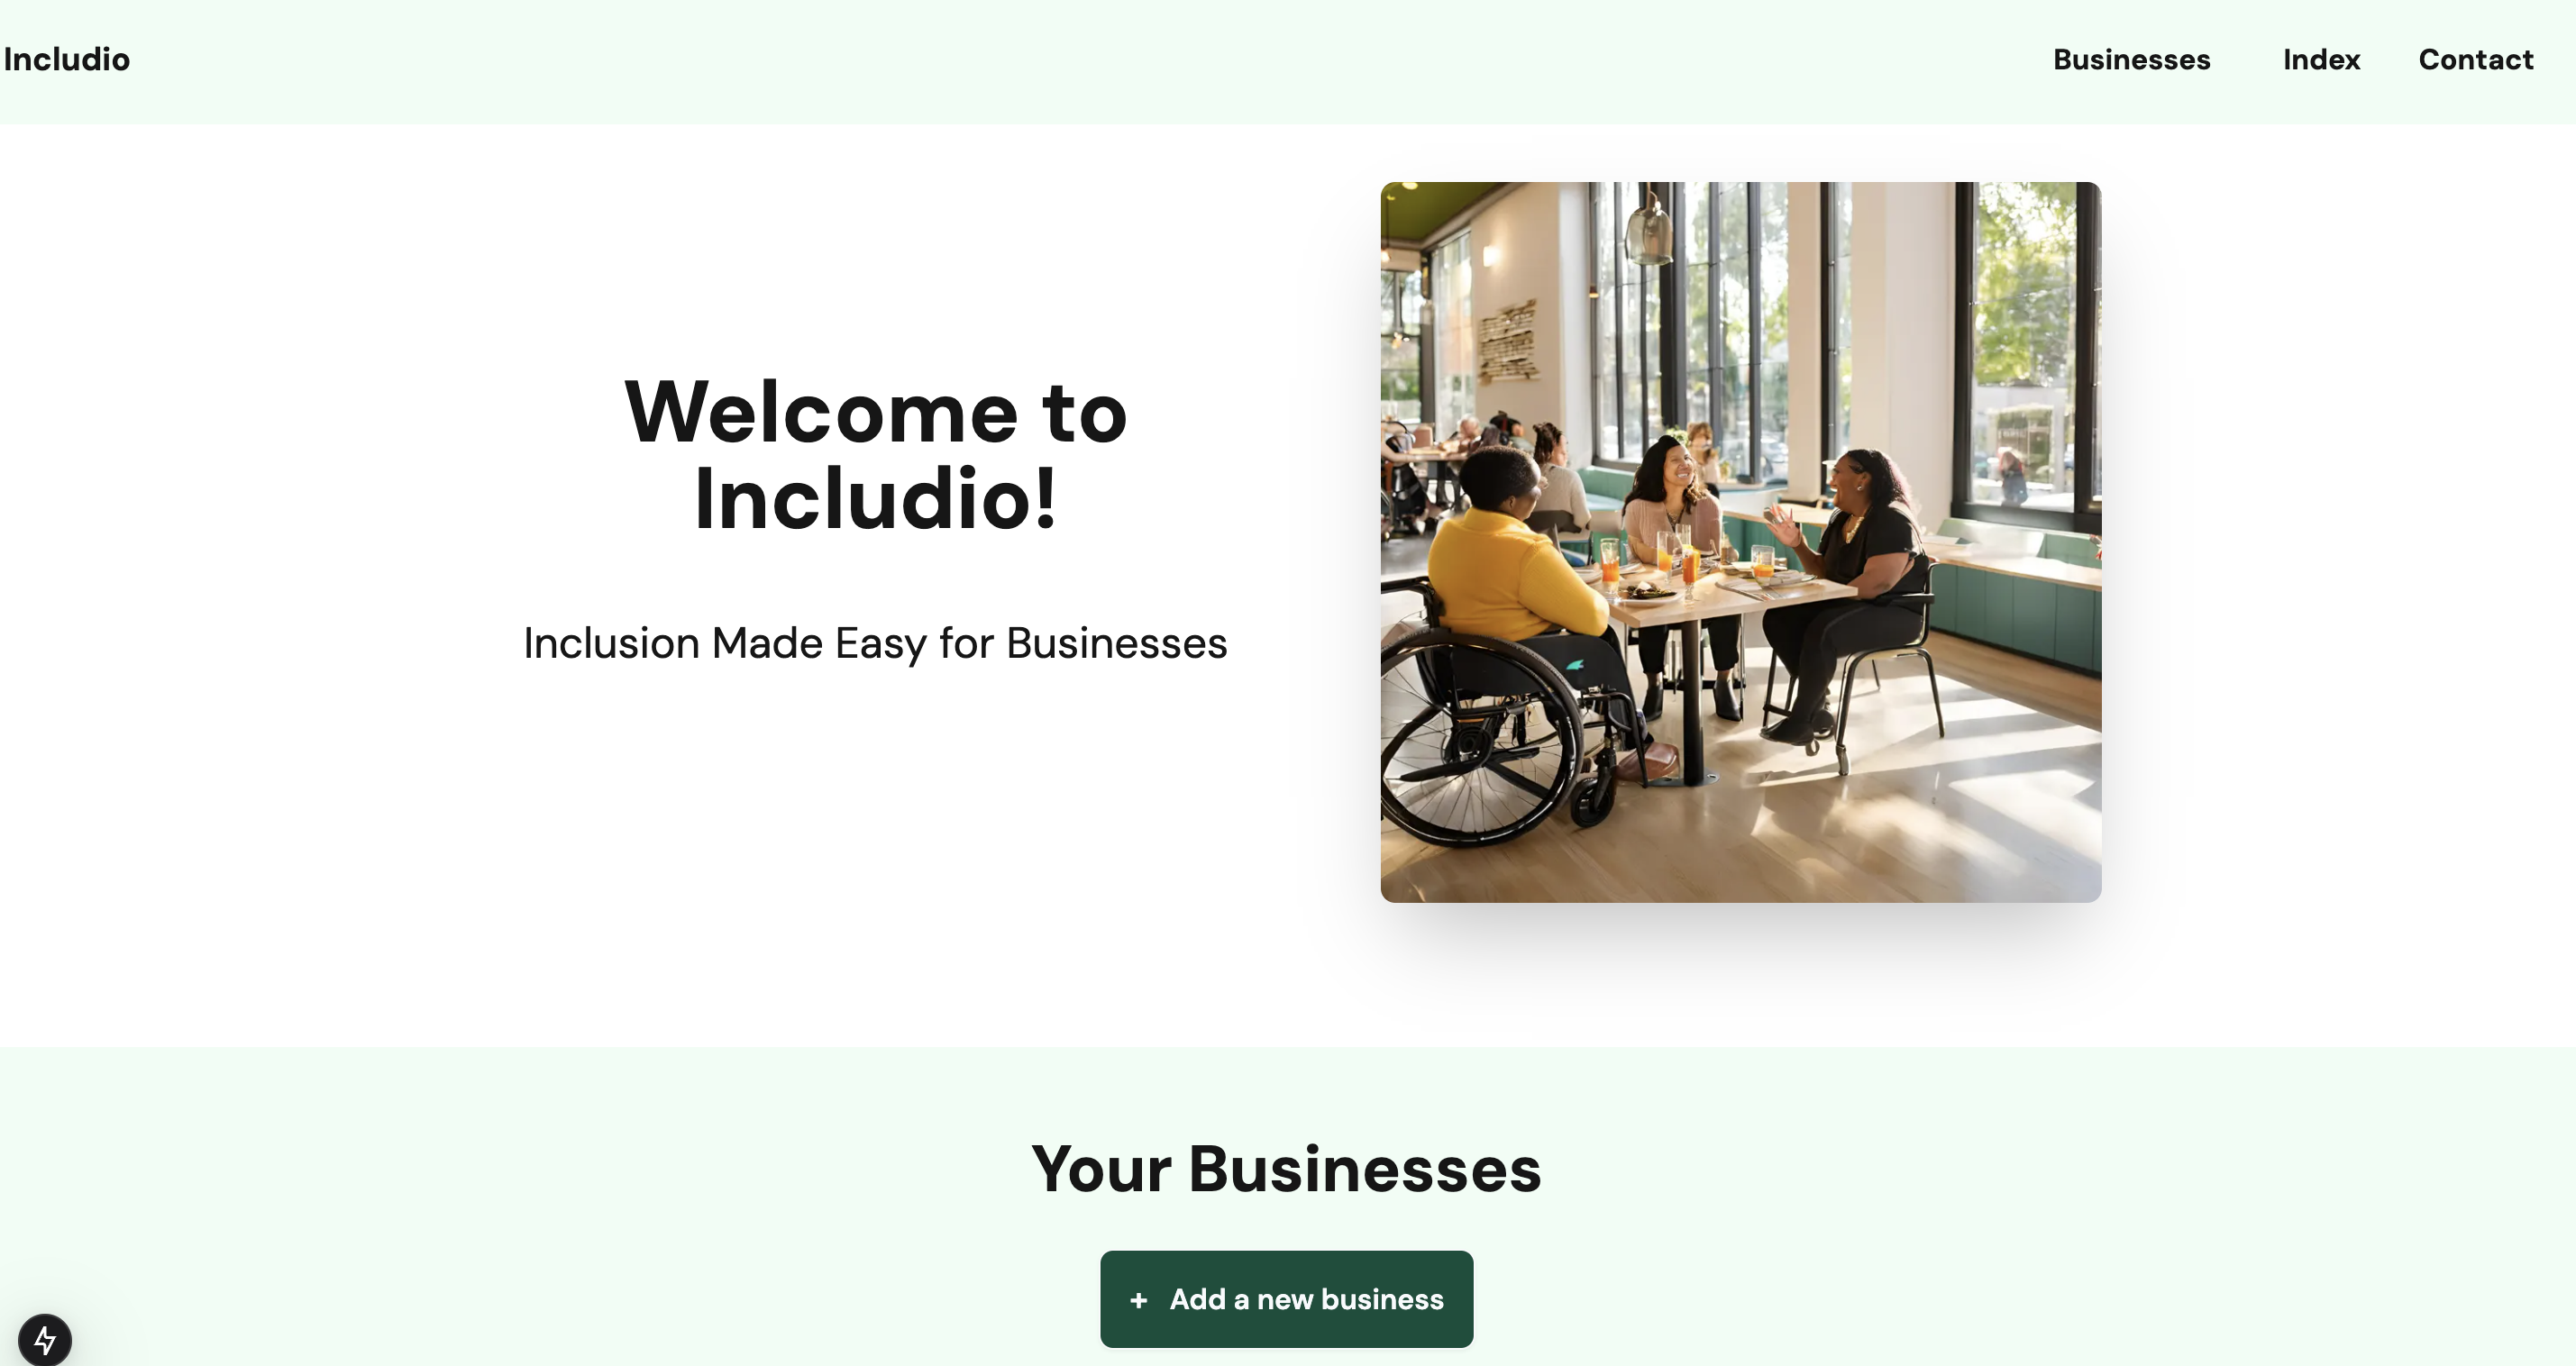 Includio
Businesses Index Contact
Welcome to
Includio!
Inclusion Made Easy for Businesses
Your Businesses
+ Add a new business